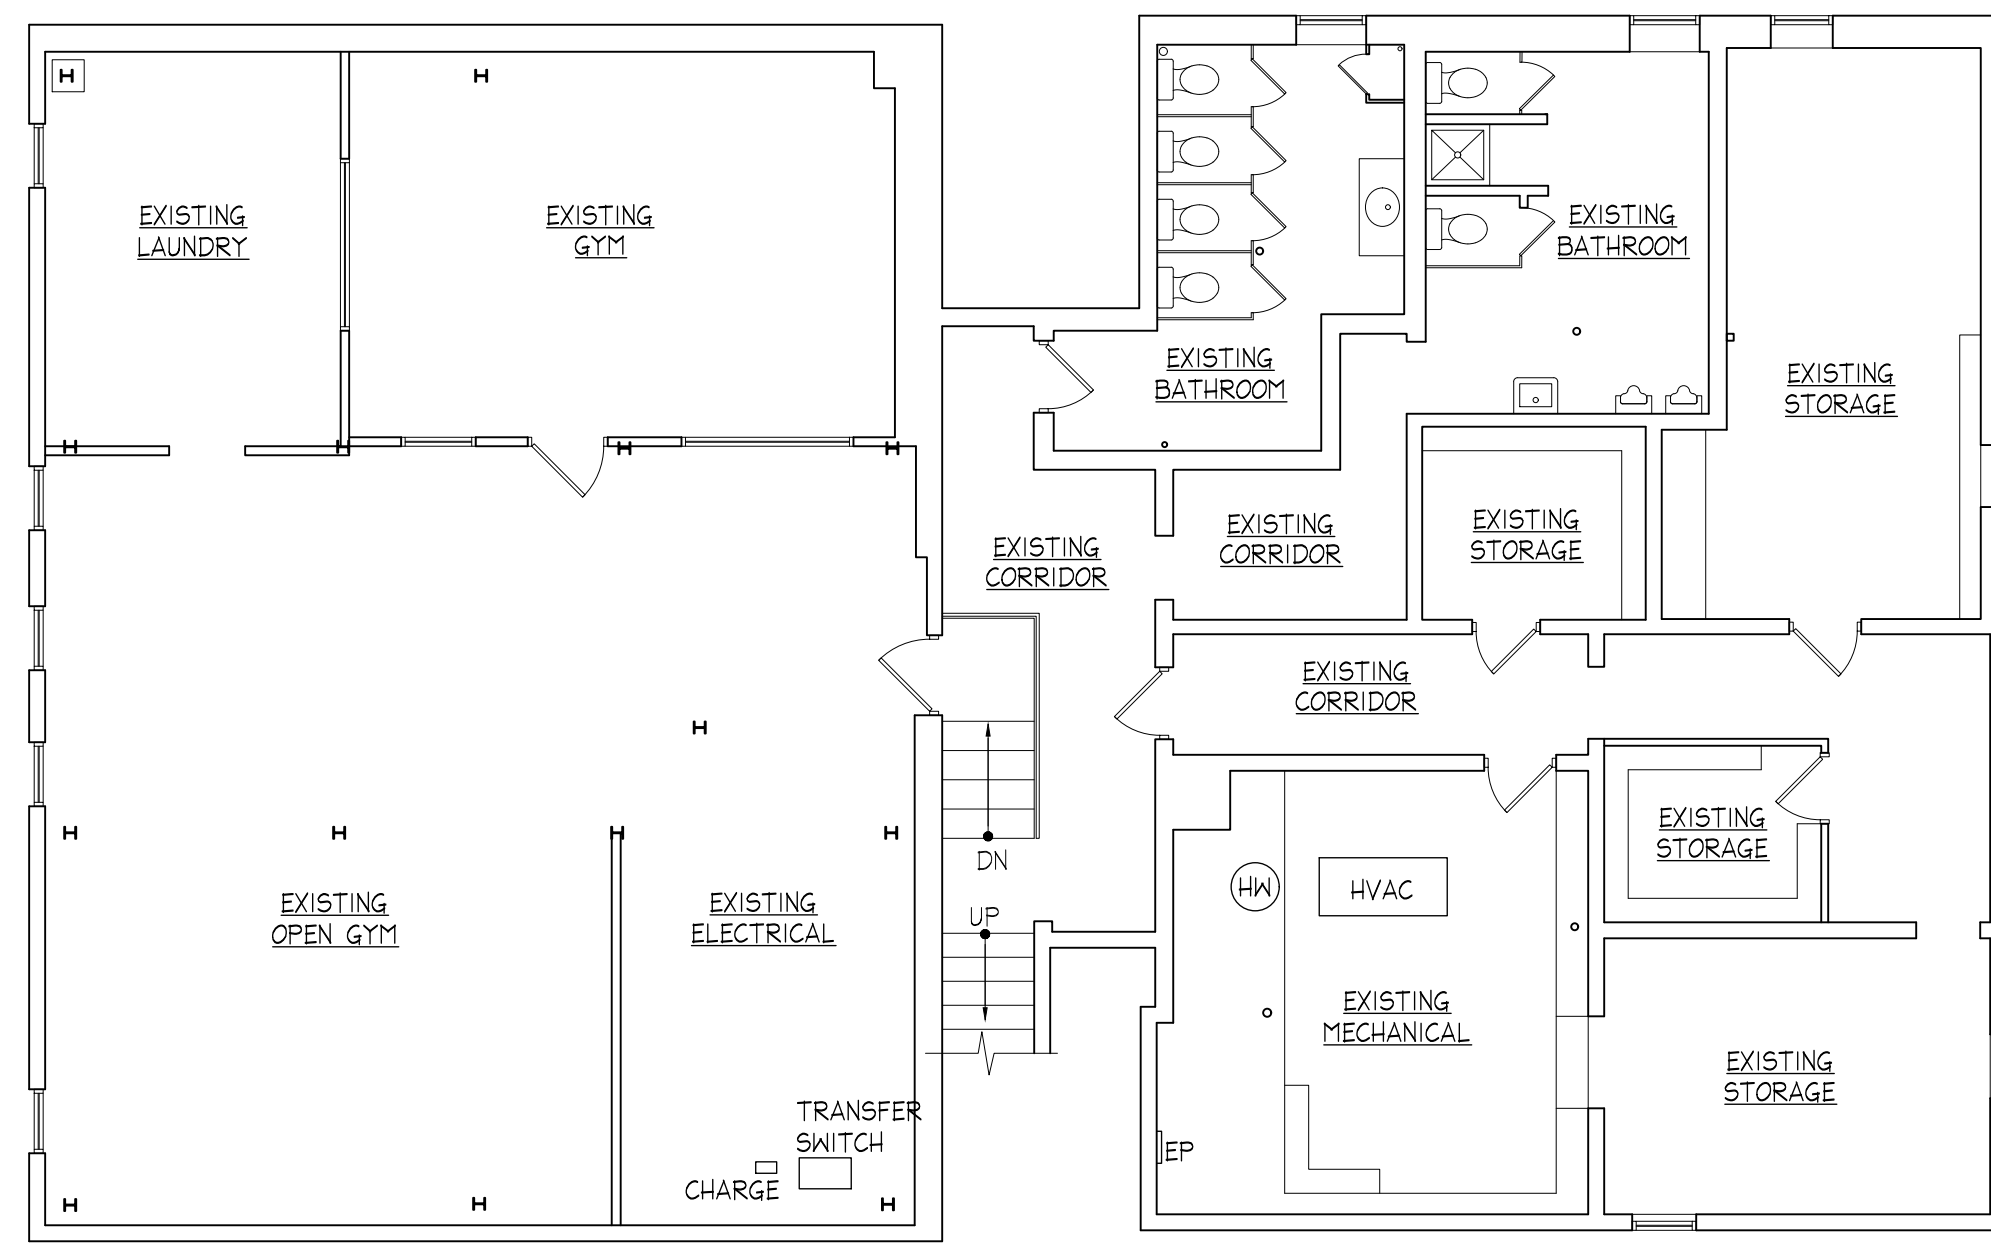 EXISTING
LAUNDRY
EXISTING
GYM
EXISTING
BATHROOM
EXISTING
BATHROOM
EXISTING
STORAGE
EXISTING
CORRIDOR
EXISTING
CORRIDOR
EXISTING
STORAGE
EXISTING
CORRIDOR
EXISTING
STORAGE
DN
UP
HW
HVAC
EXISTING
OPEN GYM
EXISTING
ELECTRICAL
EXISTING
MECHANICAL
EXISTING
STORAGE
TRANSFER
SWITCH
CHARGE
EP